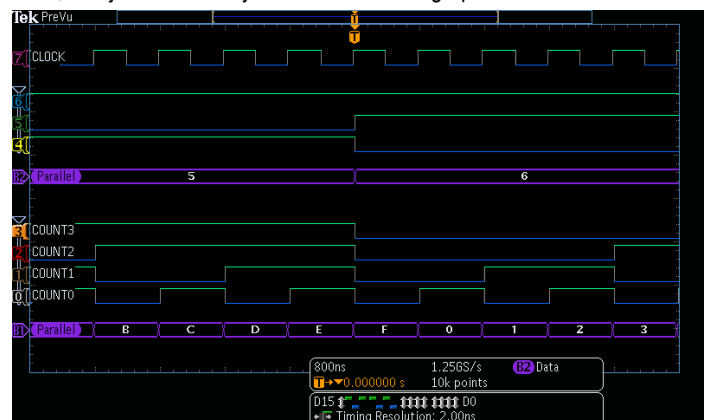 Tek PreVu
T
T
7 CLOCK
6
5
4
B2 Parallel 5 6
3 COUNT3
2 COUNT2
1 COUNT1
0 COUNT0
B1 Parallel B C D E F 0 1 2 3
800ns 1.25GS/s B2 Data
T→▼0.000000 s 10k points
D15 D0
Timing Resolution: 2.00ns